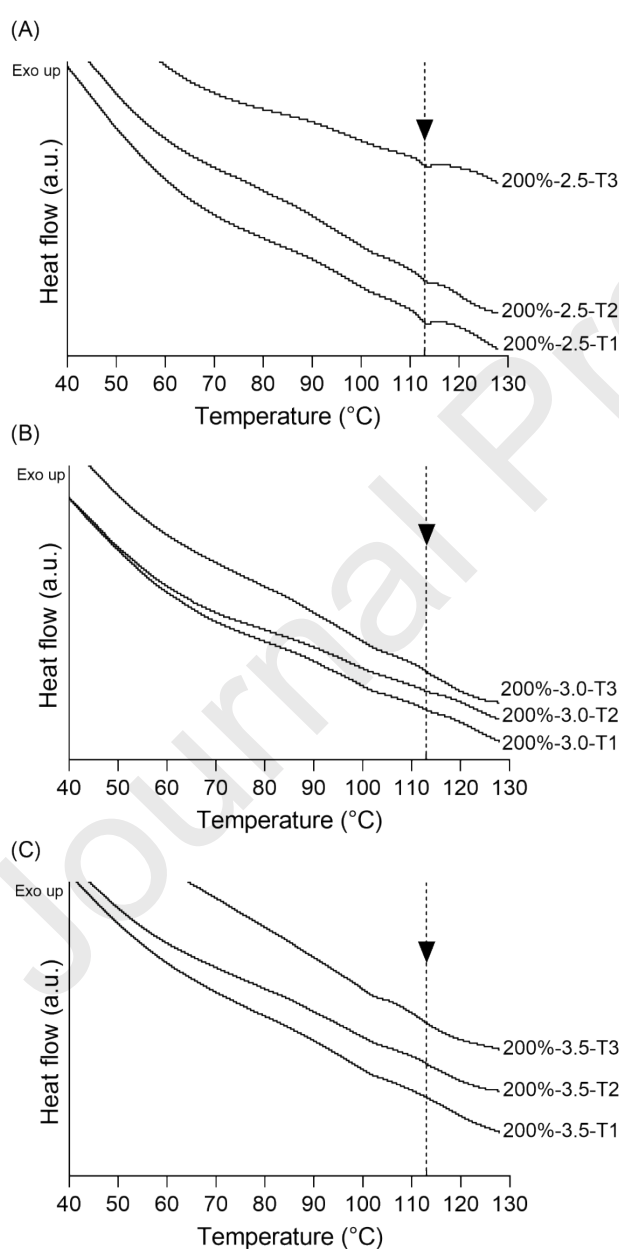 (A)
Exo up
Heat flow (a.u.)
200%-2.5-T3
200%-2.5-T2
200%-2.5-T1
40 50 60 70 80 90 100 110 120 130
Temperature (°C)
(B)
Exo up
Heat flow (a.u.)
200%-3.0-T3
200%-3.0-T2
200%-3.0-T1
40 50 60 70 80 90 100 110 120 130
Temperature (°C)
(C)
Exo up
Heat flow (a.u.)
200%-3.5-T3
200%-3.5-T2
200%-3.5-T1
40 50 60 70 80 90 100 110 120 130
Temperature (°C)
Journal Pr